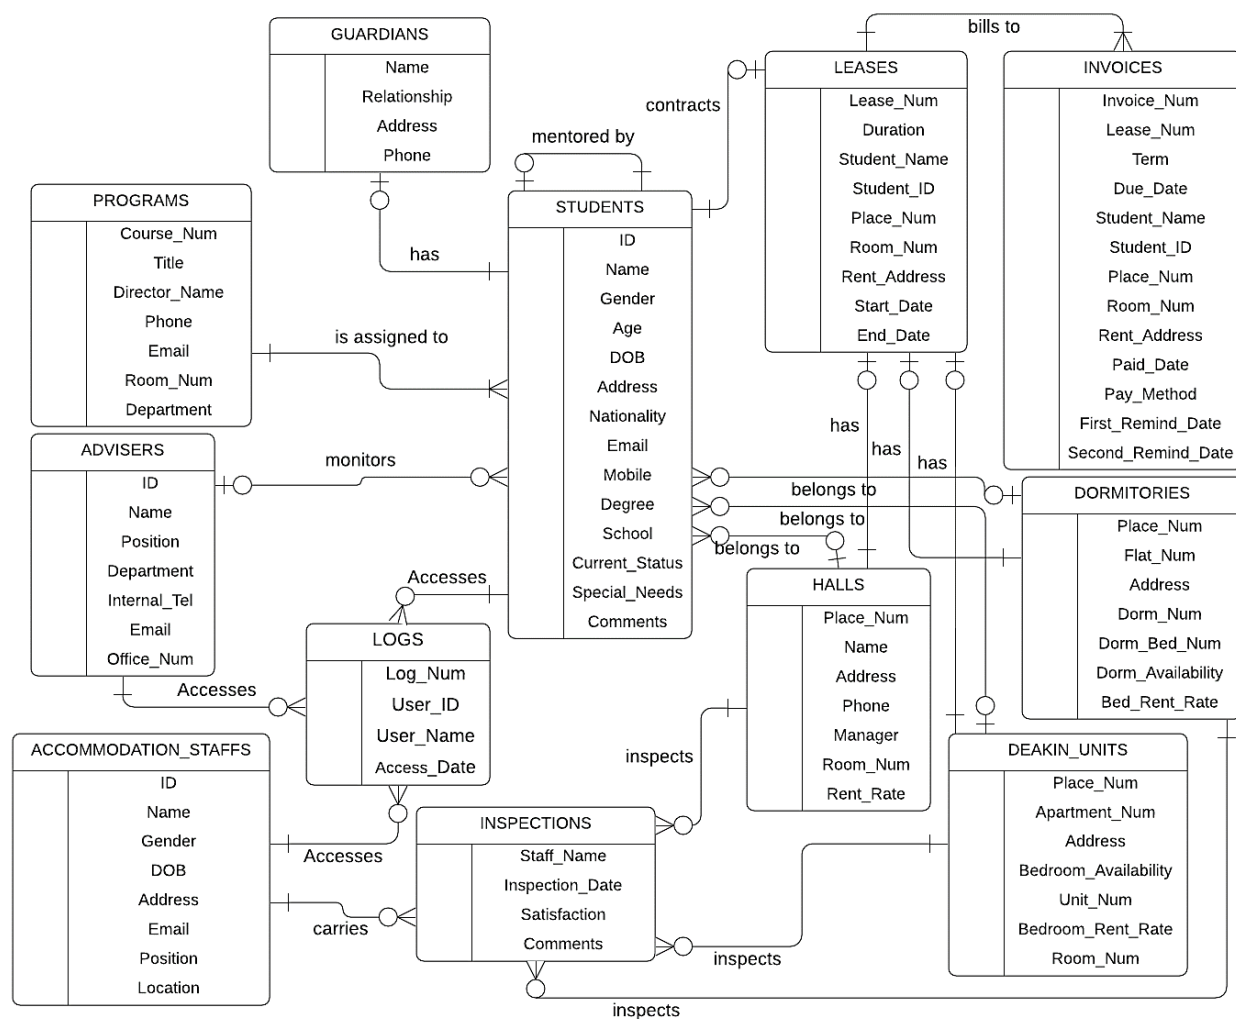 bills to
GUARDIANS
Name
Relationship
Address
Phone
LEASES
Lease_Num
Duration
Student_Name
Student_ID
Place_Num
Room_Num
Rent_Address
Start_Date
End_Date
INVOICES
Invoice_Num
Lease_Num
Term
Due_Date
Student_Name
Student_ID
Place_Num
Room_Num
Rent_Address
Paid_Date
Pay_Method
First_Remind_Date
Second_Remind_Date
contracts
mentored by
PROGRAMS
Course_Num
Title
Director_Name
Phone
Email
Room_Num
Department
has
is assigned to
STUDENTS
ID
Name
Gender
Age
DOB
Address
Nationality
Email
Mobile
Degree
School
Current_Status
Special_Needs
Comments
ADVISERS
ID
Name
Position
Department
Internal_Tel
Email
Office_Num
monitors
has
has
has
belongs to
belongs to
belongs to
DORMITORIES
Place_Num
Flat_Num
Address
Dorm_Num
Dorm_Bed_Num
Dorm_Availability
Bed_Rent_Rate
HALLS
Place_Num
Name
Address
Phone
Manager
Room_Num
Rent_Rate
Accesses
LOGS
Log_Num
User_ID
User_Name
Access_Date
Accesses
ACCOMMODATION_STAFFS
ID
Name
Gender
DOB
Address
Email
Position
Location
Accesses
carries
INSPECTIONS
Staff_Name
Inspection_Date
Satisfaction
Comments
inspects
DEAKIN_UNITS
Place_Num
Apartment_Num
Address
Bedroom_Availability
Unit_Num
Bedroom_Rent_Rate
Room_Num
inspects
inspects